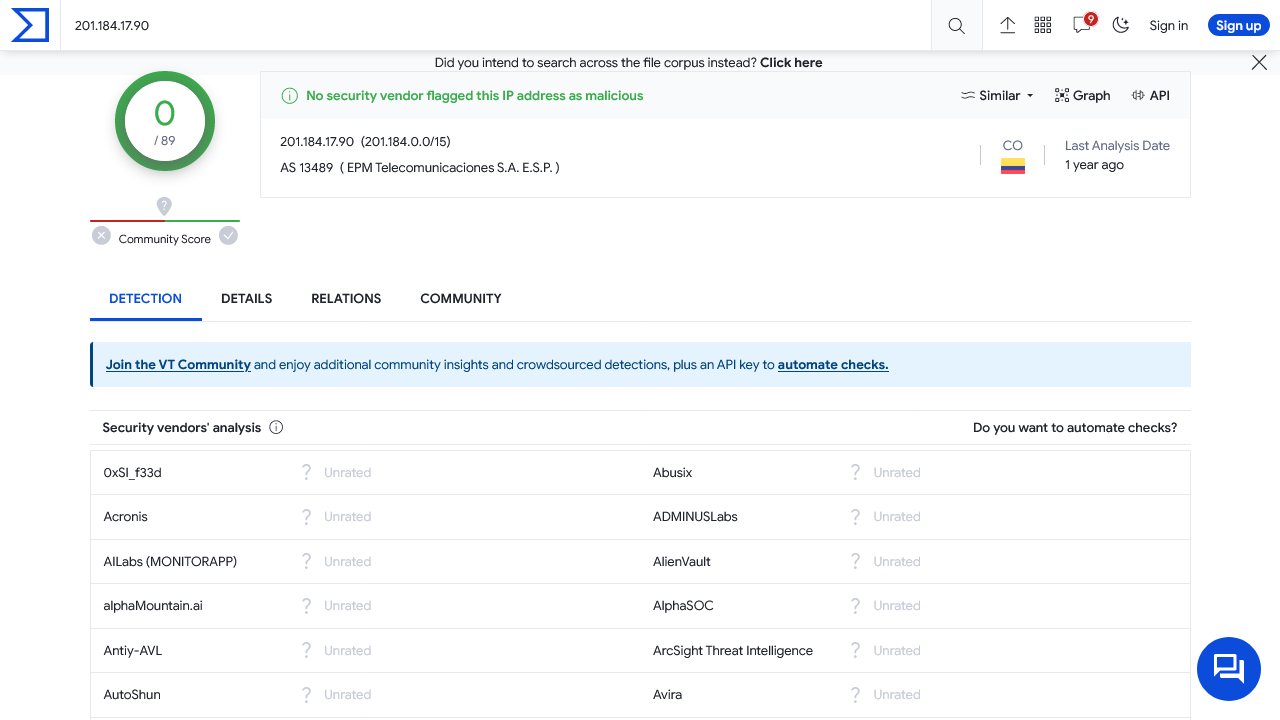 201.184.17.90
9
Sign in
Sign up
Did you intend to search across the file corpus instead? Click here
0
/ 89
No security vendor flagged this IP address as malicious
Similar
Graph
API
201.184.17.90 (201.184.0.0/15)
AS 13489 ( EPM Telecomunicaciones S.A. E.S.P. )
CO
Last Analysis Date
1 year ago
?
Community Score
DETECTION
DETAILS
RELATIONS
COMMUNITY
Join the VT Community and enjoy additional community insights and crowdsourced detections, plus an API key to automate checks.
Security vendors' analysis
Do you want to automate checks?
0xSI_f33d ? Unrated Abusix ? Unrated
Acronis ? Unrated ADMINUSLabs ? Unrated
AILabs (MONITORAPP) ? Unrated AlienVault ? Unrated
alphaMountain.ai ? Unrated AlphaSOC ? Unrated
Antiy-AVL ? Unrated ArcSight Threat Intelligence ? Unrated
AutoShun ? Unrated Avira ? Unrated